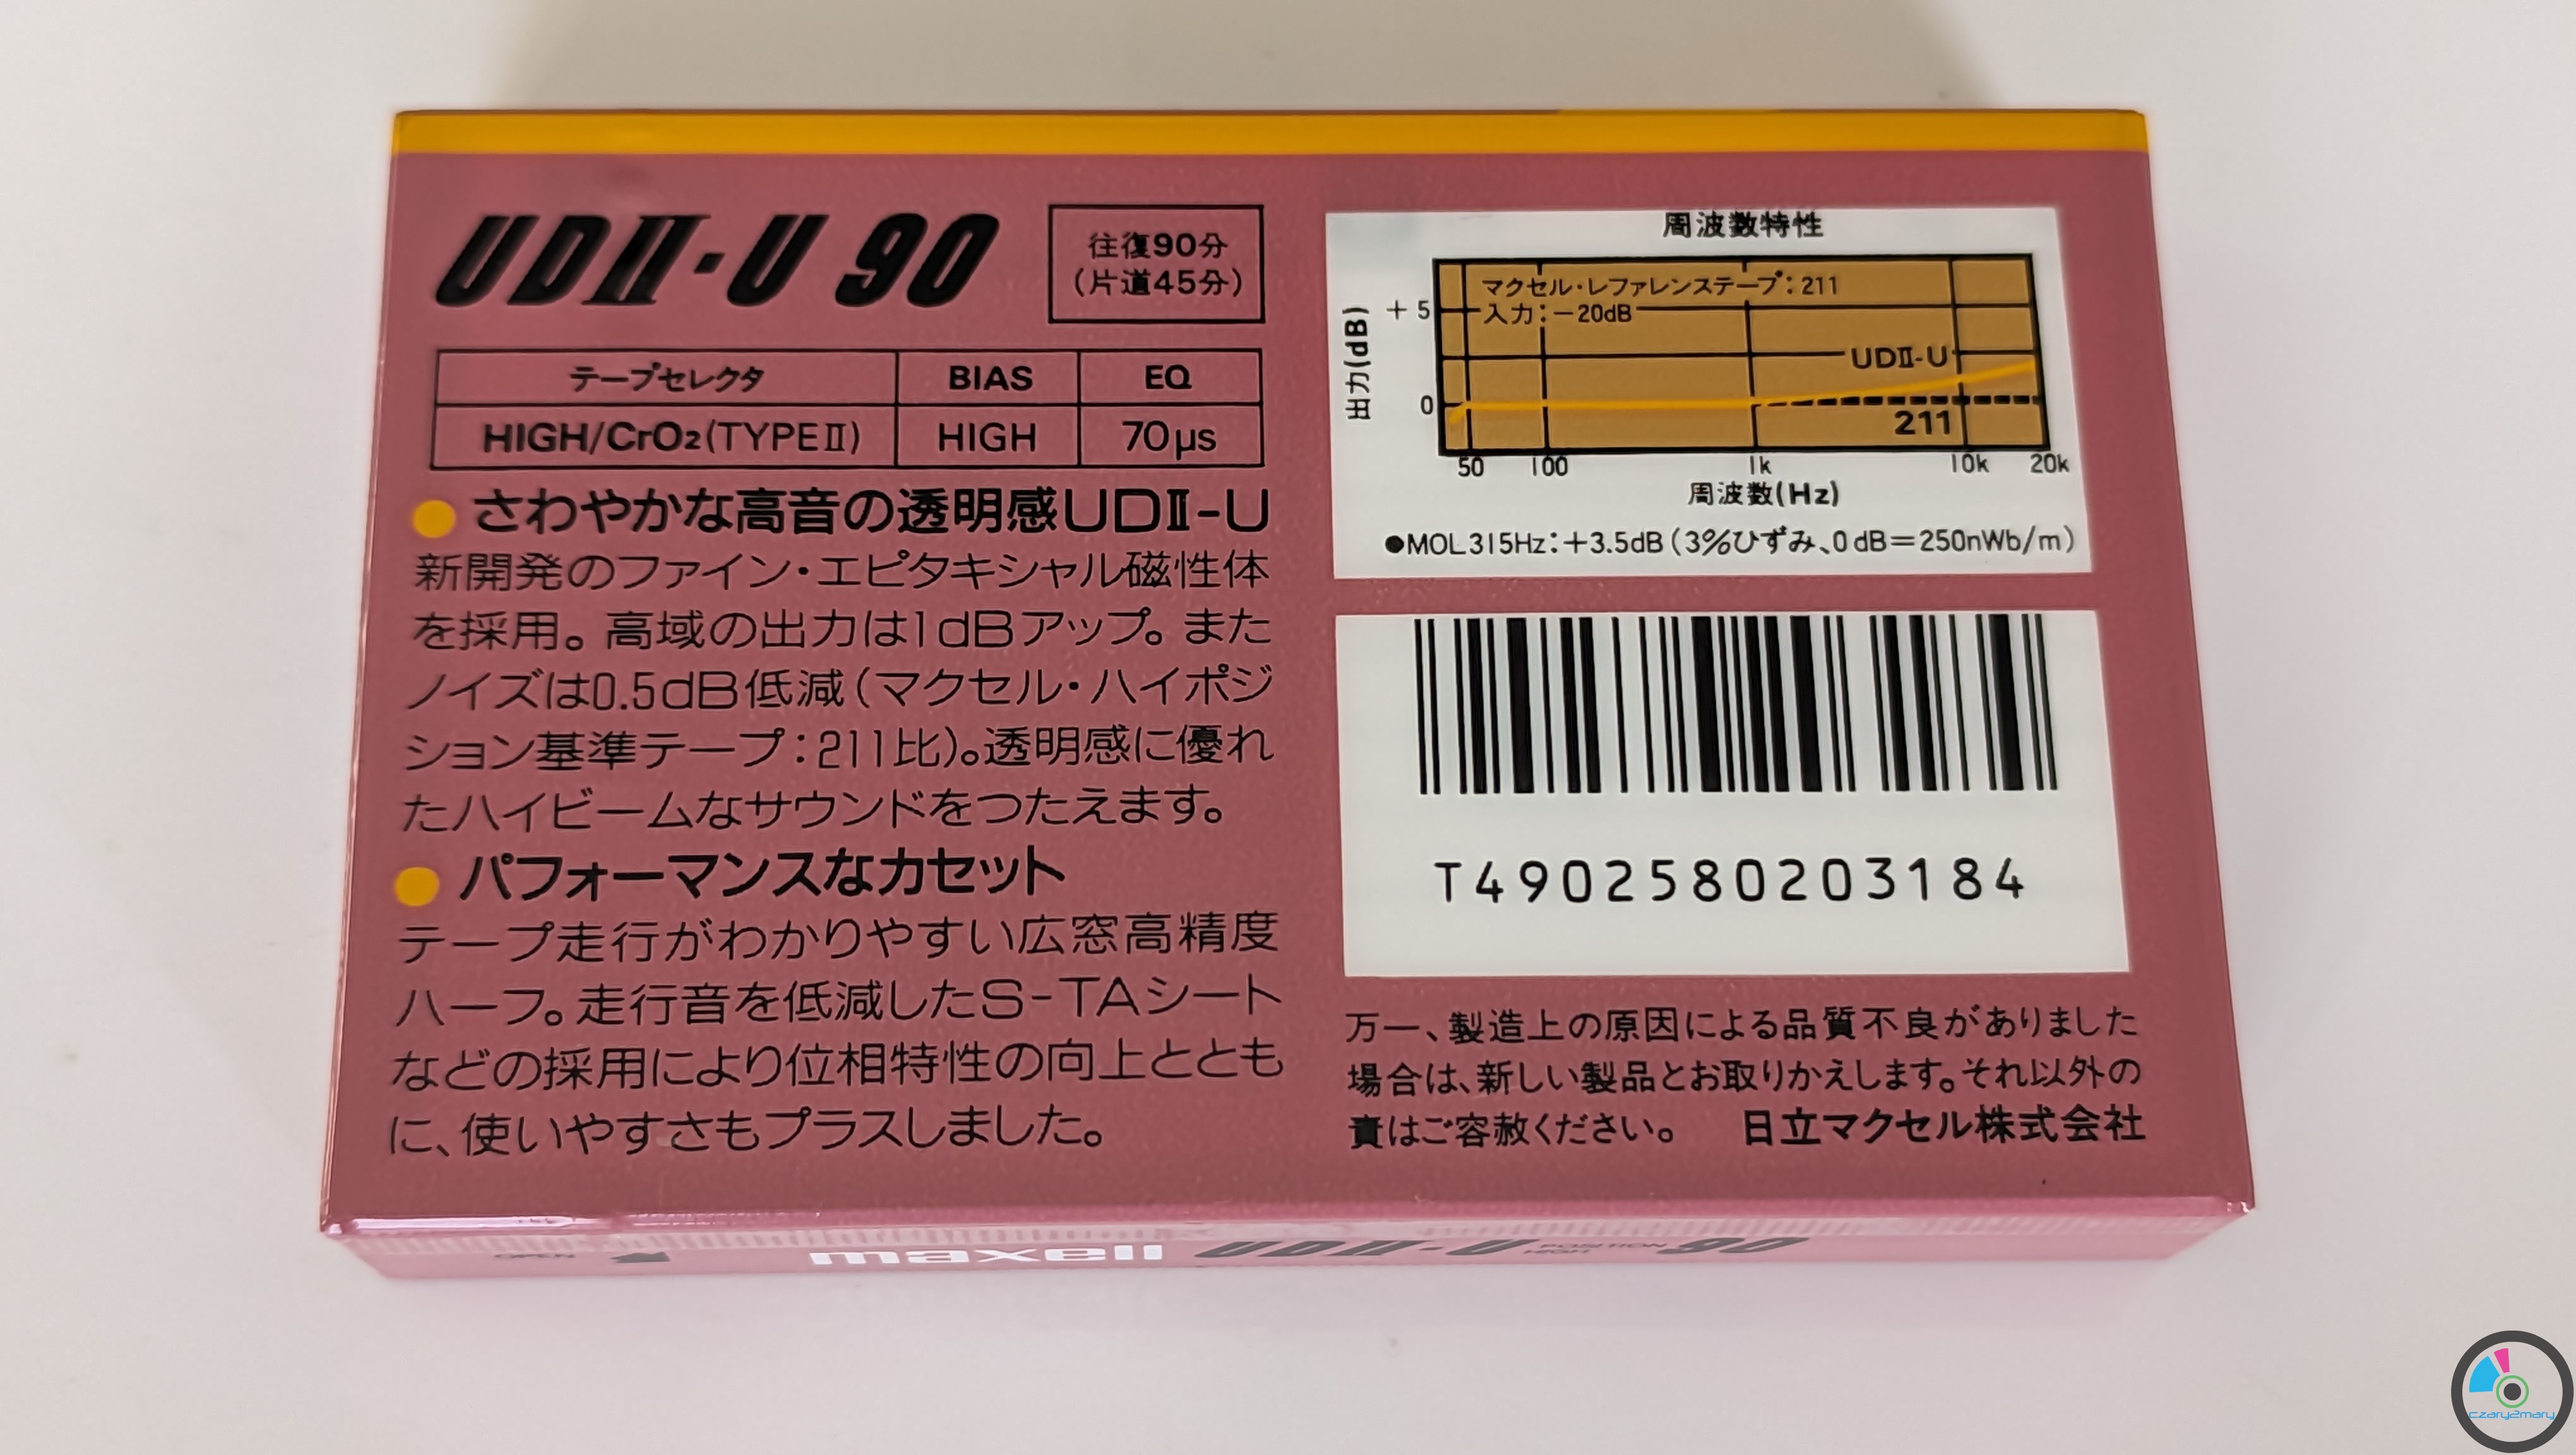 UDII・U 90
往復90分
(片道45分)
テープセレクタ BIAS EQ
HIGH/CrO2(TYPEⅡ) HIGH 70μs
● さわやかな高音の透明感UDⅡ-U
新開発のファイン・エピタキシャル磁性体
を採用。高域の出力は1dBアップ。また
ノイズは0.5dB低減(マクセル・ハイポジ
ション基準テープ:211比)。透明感に優れ
たハイビームなサウンドをつたえます。
● パフォーマンスなカセット
テープ走行がわかりやすい広窓高精度
ハーフ。走行音を低減したS-TAシート
などの採用により位相特性の向上ととも
に、使いやすさもプラスしました。
周波数特性
マクセル・レファレンステープ:211
入力:-20dB
出力(dB)
+5
0
UDⅡ-U
211
50 100 1k 10k 20k
周波数(Hz)
●MOL315Hz:+3.5dB(3%ひずみ、0dB=250nWb/m)
T4902580203184
万一、製造上の原因による品質不良がありました
場合は、新しい製品とお取りかえします。それ以外の
責はご容赦ください。 日立マクセル株式会社
OPEN maxell UDII・U POSITION HIGH 90
czary2mary